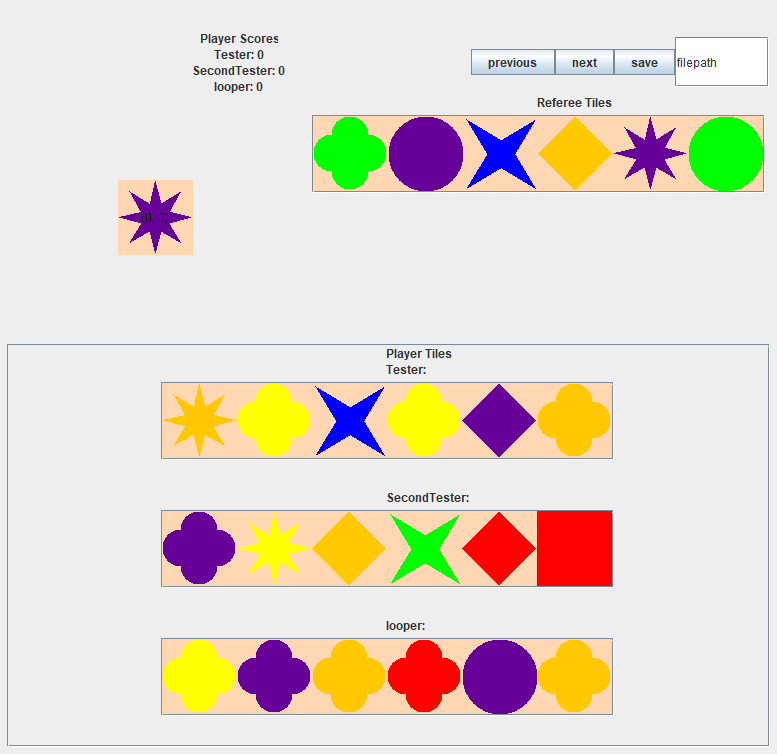 Player Scores
Tester: 0
SecondTester: 0
looper: 0
previous next save filepath
Referee Tiles
(0, 0)
Player Tiles
Tester:
SecondTester:
looper: